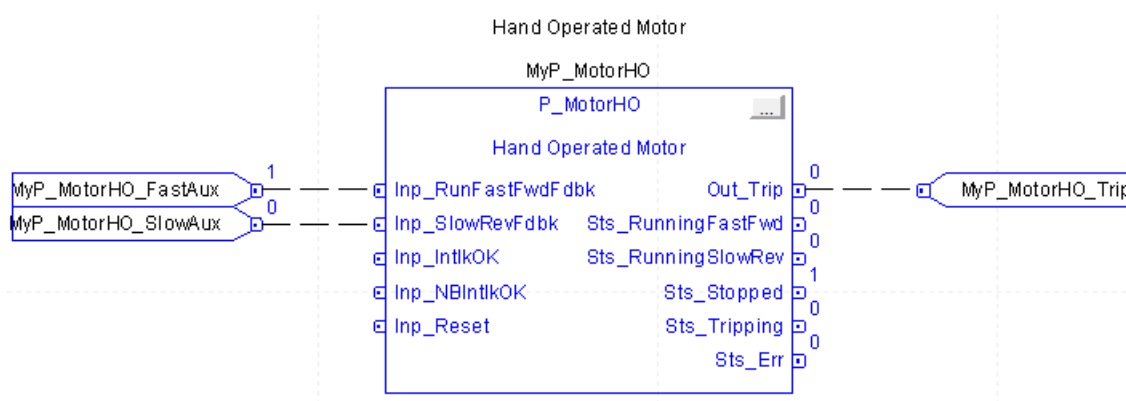 Hand Operated Motor
MyP_MotorHO
P_MotorHO
...
Hand Operated Motor
1
0
MyP_MotorHO_FastAux
Inp_RunFastFwdFdbk
Out_Trip
MyP_MotorHO_Trip
0
0
MyP_MotorHO_SlowAux
Inp_SlowRevFdbk
Sts_RunningFastFwd
0
Inp_IntlkOK
Sts_RunningSlowRev
1
Inp_NBIntlkOK
Sts_Stopped
0
Inp_Reset
Sts_Tripping
0
Sts_Err